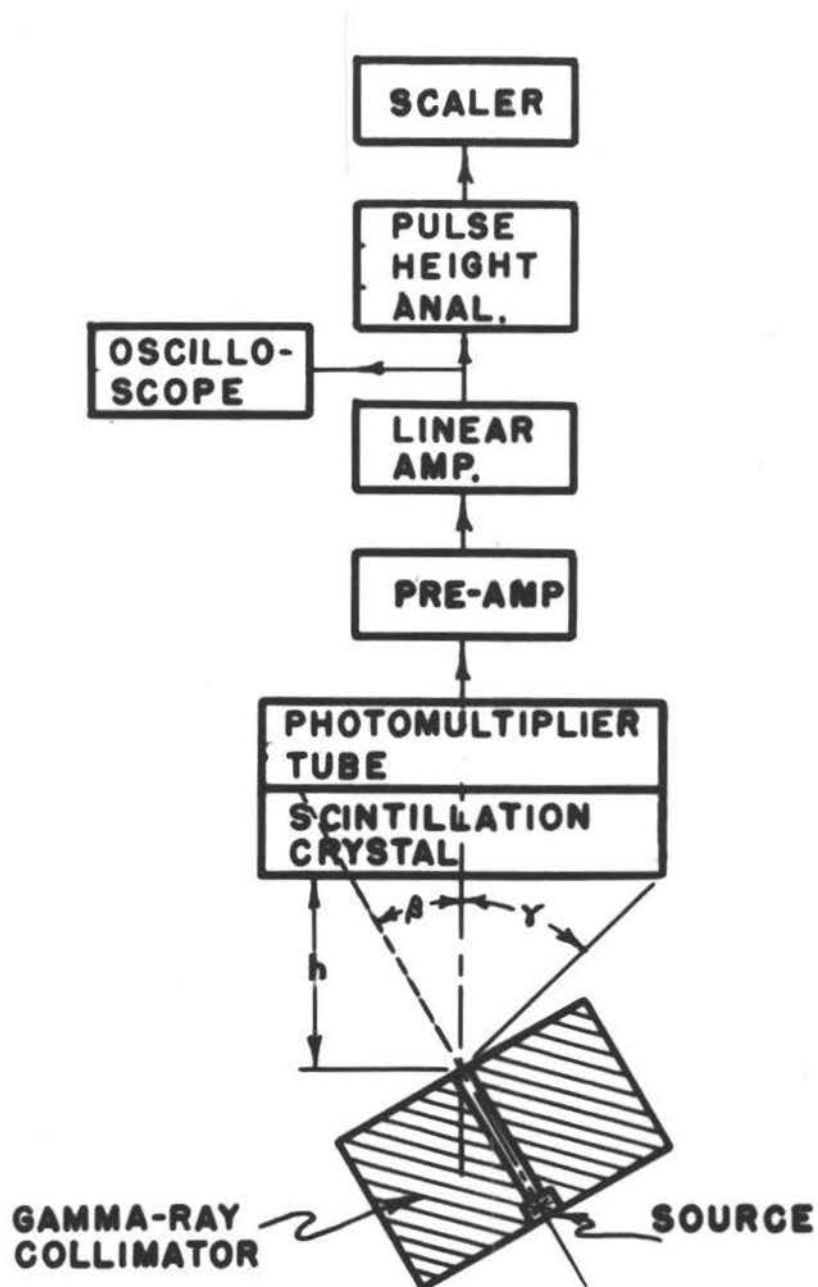 SCALER
PULSE
HEIGHT
ANAL.
OSCILLO-
SCOPE
LINEAR
AMP.
PRE-AMP
PHOTOMULTIPLIER
TUBE
SCINTILLATION
CRYSTAL
β
γ
h
GAMMA-RAY
COLLIMATOR
SOURCE